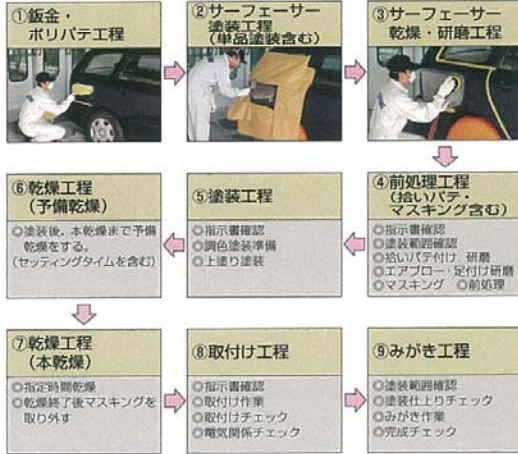 ①鈑金・
ポリパテ工程
②サーフェーサー
塗装工程
(単品塗装含む)
③サーフェーサー
乾燥・研磨工程
④前処理工程
(拾いパテ・
マスキング含む)
◎指示書確認
◎塗装範囲確認
◎拾いパテ付け、研磨
◎エアブロー・足付け研磨
◎マスキング ◎前処理
⑤塗装工程
◎指示書確認
◎調色塗装準備
◎上塗り塗装
⑥乾燥工程
(予備乾燥)
◎塗装後、本乾燥まで予備
乾燥をする。
(セッティングタイムを含む)
⑦乾燥工程
(本乾燥)
◎指定時間乾燥
◎乾燥終了後マスキングを
取り外す
⑧取付け工程
◎指示書確認
◎取付け作業
◎取付けチェック
◎電気関係チェック
⑨みがき工程
◎塗装範囲確認
◎塗装仕上りチェック
◎みがき作業
◎完成チェック